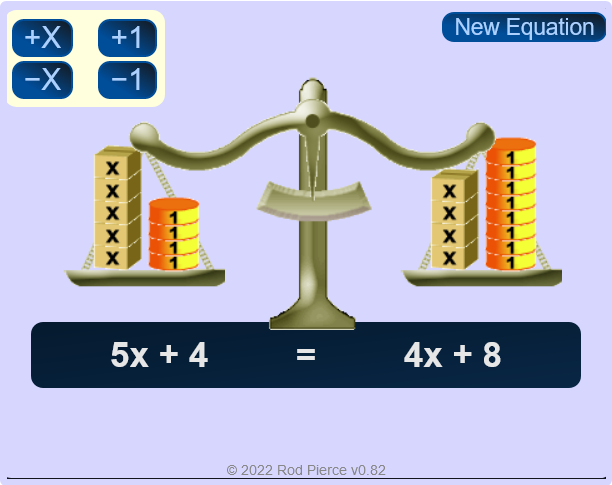 +X +1
−X −1
New Equation
X
X
X
X
X
1
1
1
1
X
X
X
X
1
1
1
1
1
1
1
1
5x + 4 = 4x + 8
© 2022 Rod Pierce v0.82